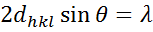 2d_{hkl} sin θ = λ